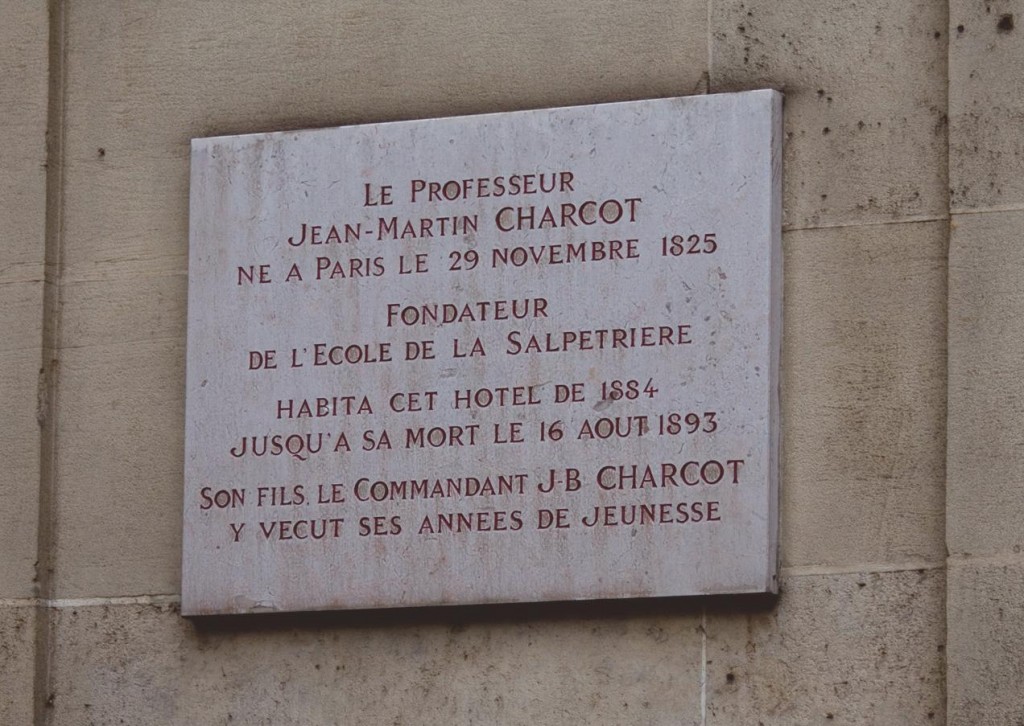 LE PROFESSEUR
JEAN-MARTIN CHARCOT
NE A PARIS LE 29 NOVEMBRE 1825
FONDATEUR
DE L'ECOLE DE LA SALPETRIERE
HABITA CET HOTEL DE 1884
JUSQU'A SA MORT LE 16 AOUT 1893
SON FILS, LE COMMANDANT J-B CHARCOT
Y VECUT SES ANNEES DE JEUNESSE